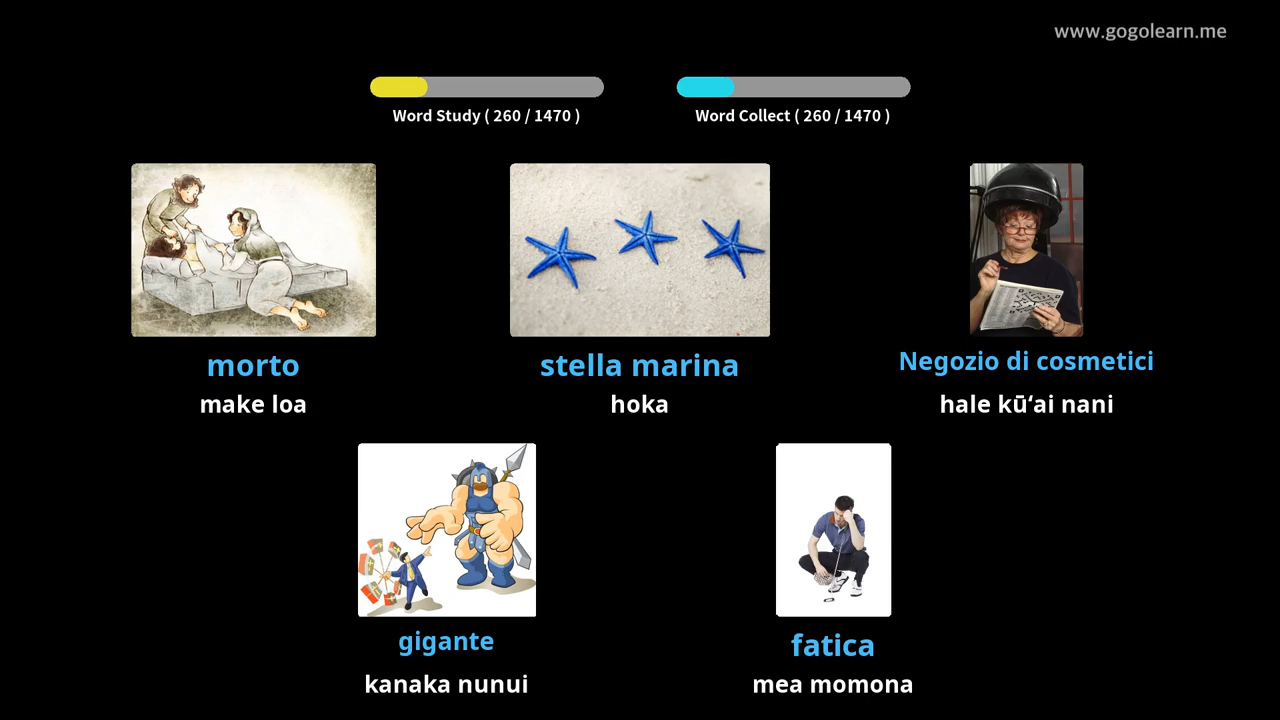 www.gogolearn.me
Word Study ( 260 / 1470 )
Word Collect ( 260 / 1470 )
morto
make loa
stella marina
hoka
Negozio di cosmetici
hale kūʻai nani
gigante
kanaka nunui
fatica
mea momona